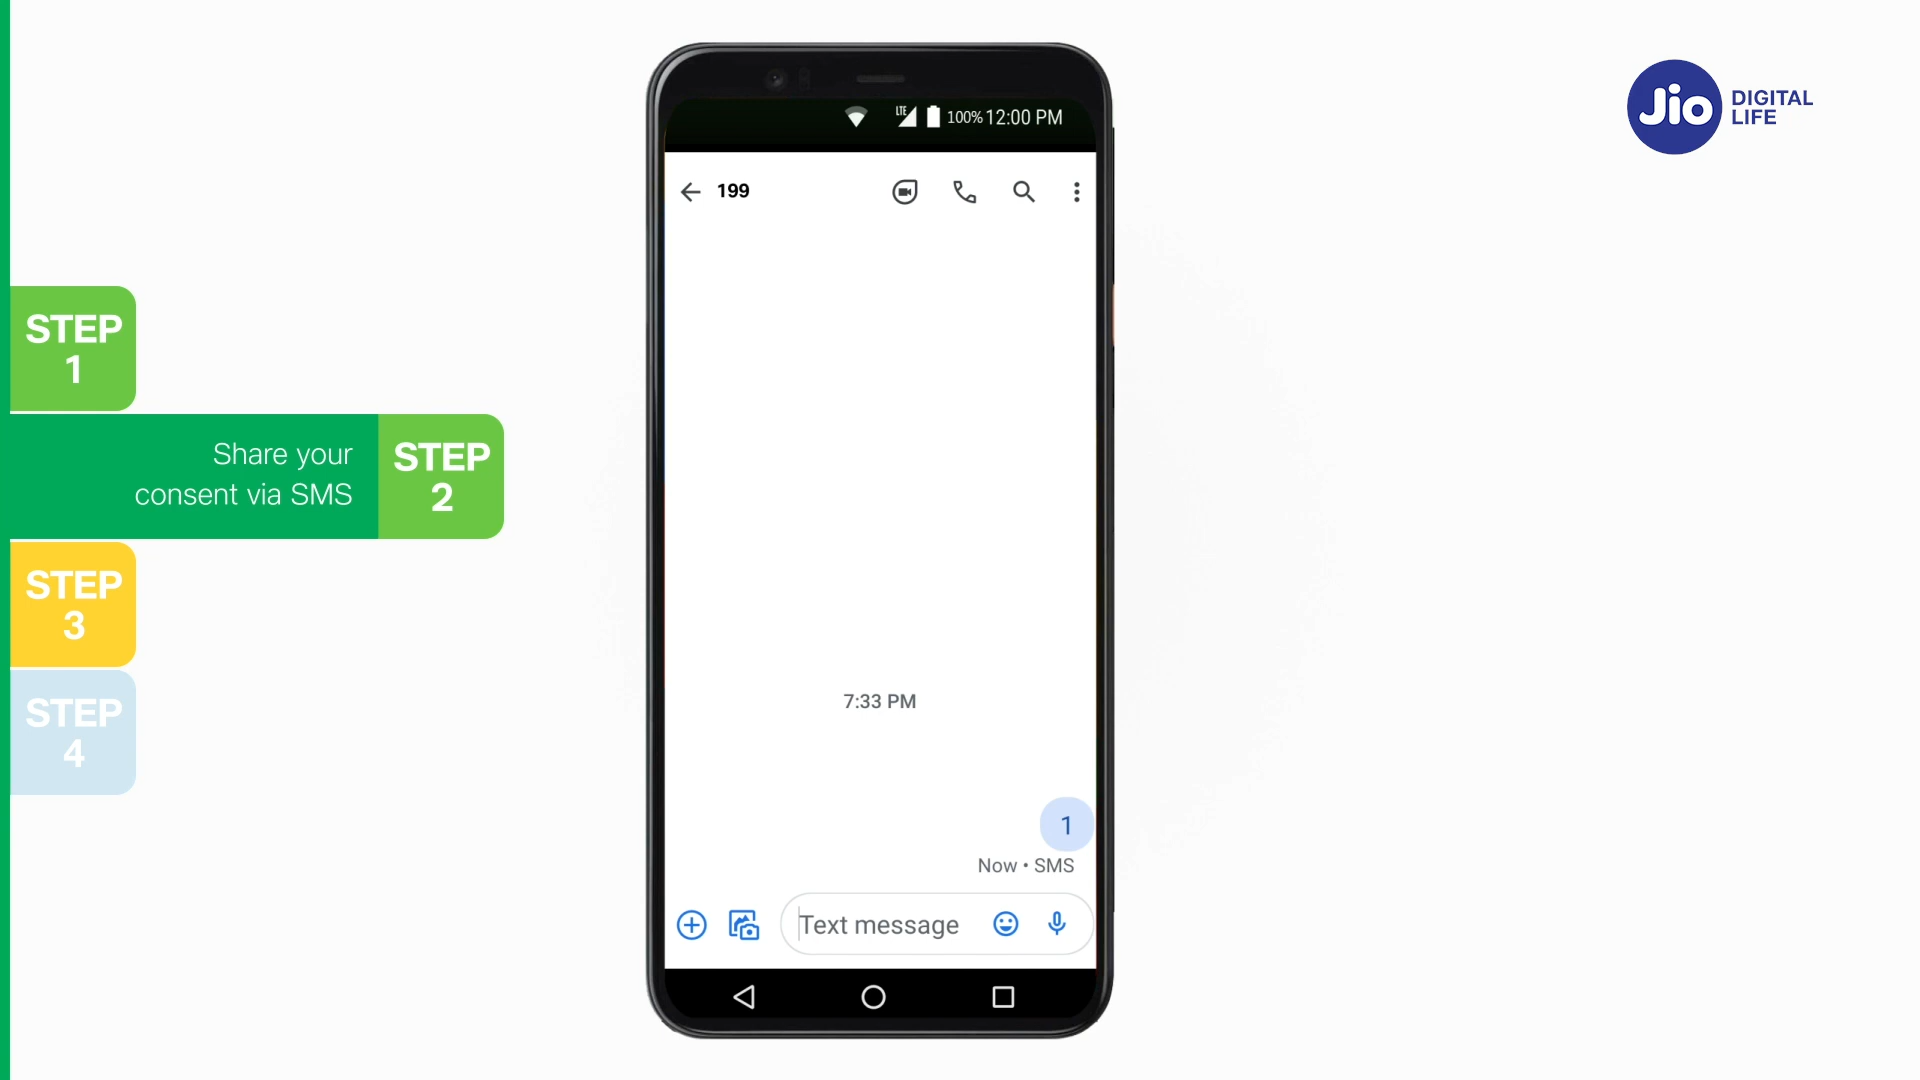 Jio
DIGITAL
LIFE
STEP
1
Share your
consent via SMS
STEP
2
STEP
3
STEP
4
LTE
100% 12:00 PM
199
7:33 PM
1
Now • SMS
Text message